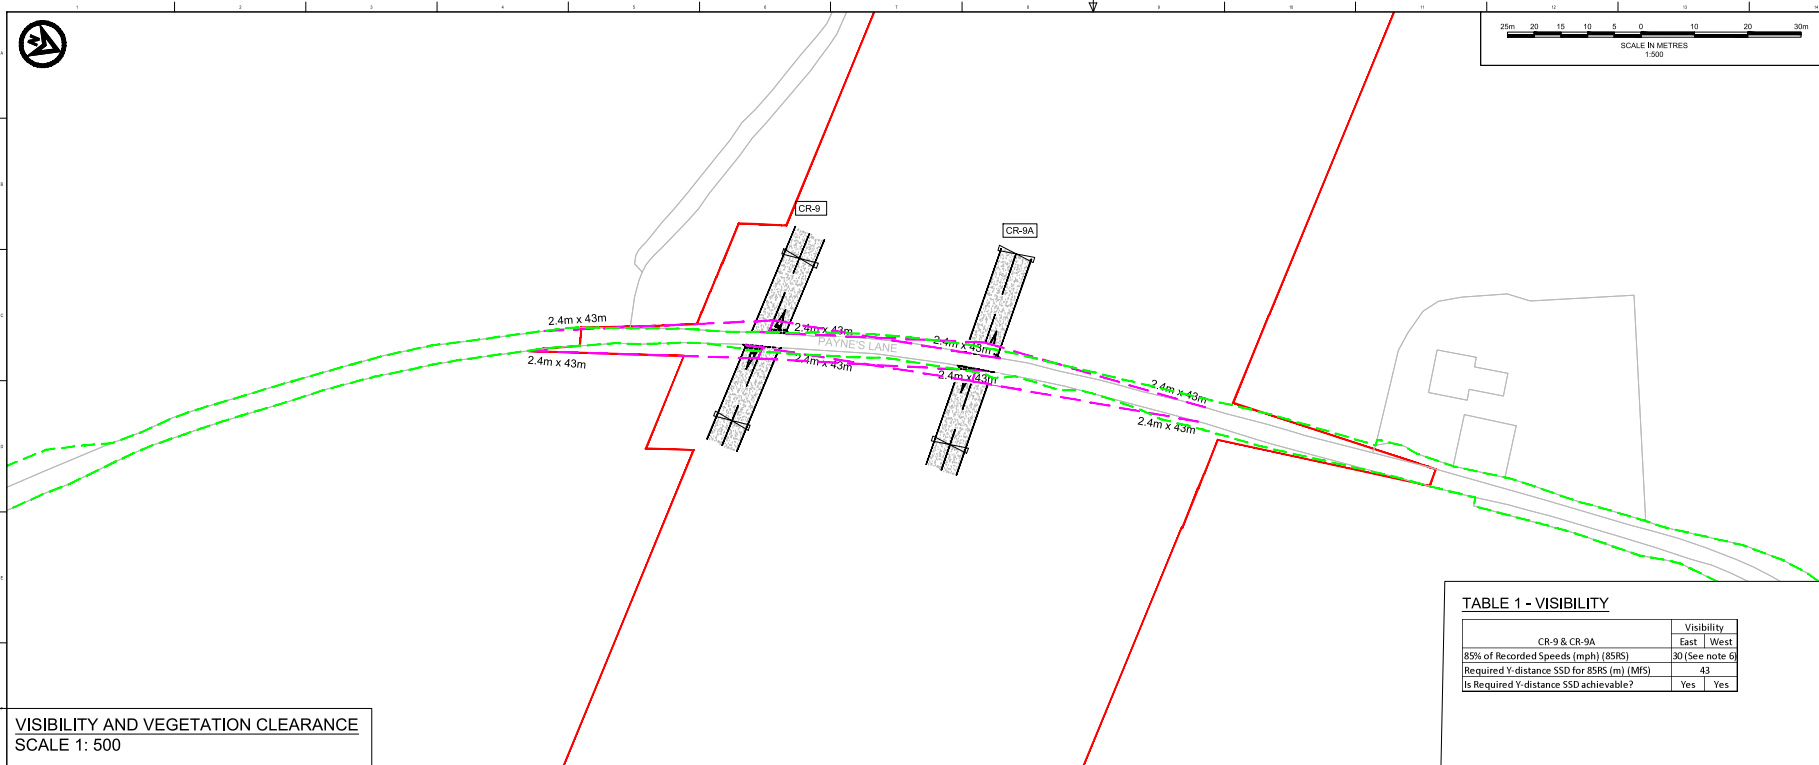 25m 20 15 10 5 0 10 20 30m
SCALE IN METRES
1:500
CR-9
CR-9A
2.4m x 43m
2.4m x 43m
2.4m x 43m
2.4m x 43m
PAYNE'S LANE
2.4m x 43m
2.4m x 43m
2.4m x 43m
2.4m x 43m
TABLE 1 - VISIBILITY
Visibility
CR-9 & CR-9A East West
85% of Recorded Speeds (mph) (85RS) 30 (See note 6)
Required Y-distance SSD for 85RS (m) (MfS) 43
Is Required Y-distance SSD achievable? Yes Yes
VISIBILITY AND VEGETATION CLEARANCE
SCALE 1: 500